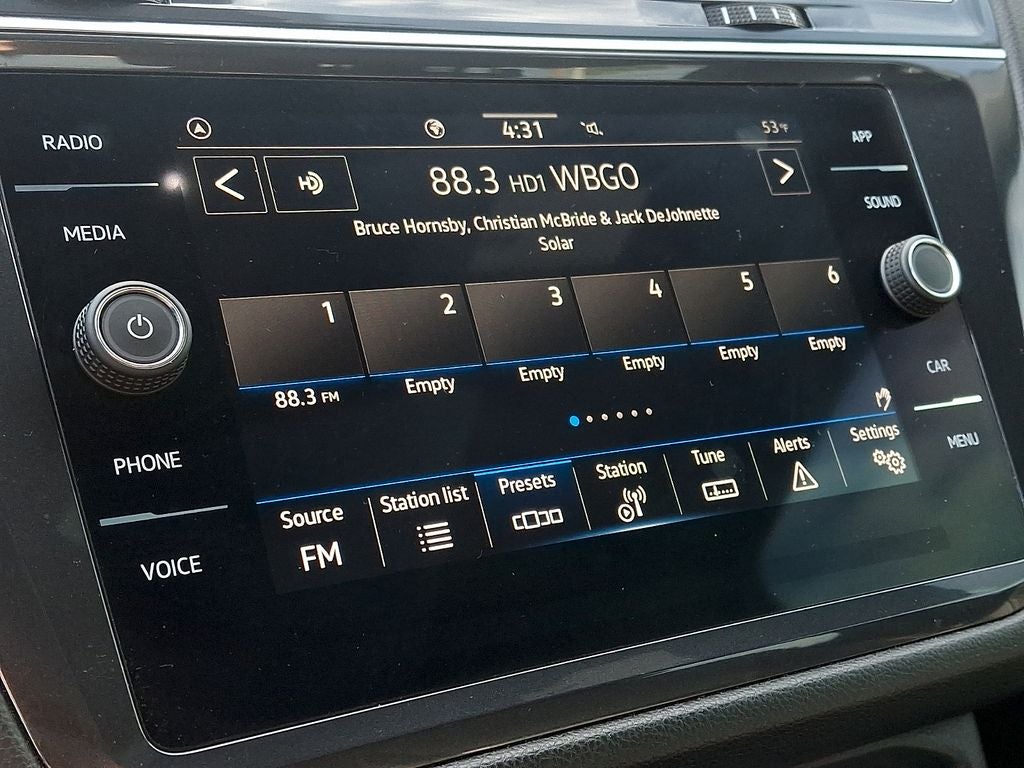 RADIO
MEDIA
PHONE
VOICE
4:31
53°F
HD
88.3 HD1 WBGO
Bruce Hornsby, Christian McBride & Jack DeJohnette
Solar
1 2 3 4 5 6
88.3 FM Empty Empty Empty Empty Empty
Source Station list Presets Station Tune Alerts Settings
FM
APP
SOUND
CAR
MENU